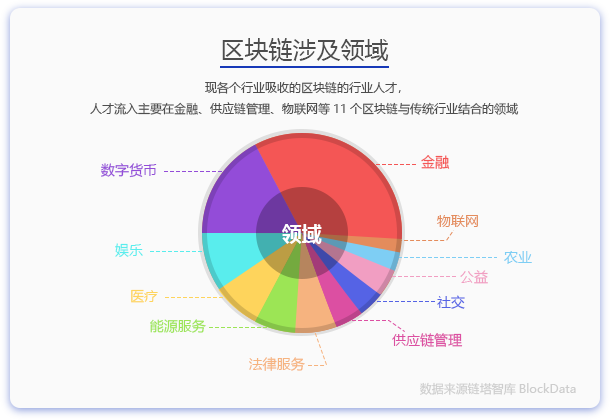 区块链涉及领域
现各个行业吸收的区块链的行业人才，
人才流入主要在金融、供应链管理、物联网等 11 个区块链与传统行业结合的领域
金融
数字货币
物联网
领域
娱乐
农业
公益
医疗
社交
能源服务
供应链管理
法律服务
数据来源链塔智库 BlockData